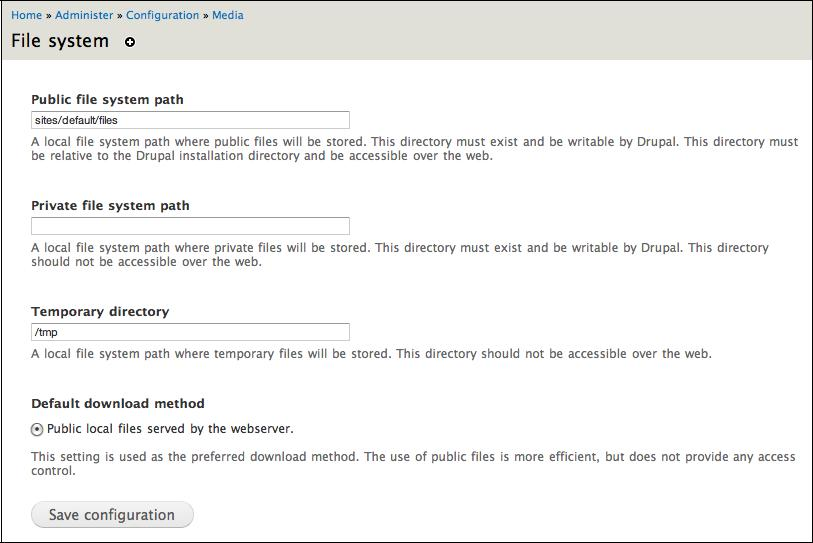 Home » Administer » Configuration » Media
File system
Public file system path
sites/default/files
A local file system path where public files will be stored. This directory must exist and be writable by Drupal. This directory must
be relative to the Drupal installation directory and be accessible over the web.
Private file system path
A local file system path where private files will be stored. This directory must exist and be writable by Drupal. This directory
should not be accessible over the web.
Temporary directory
/tmp
A local file system path where temporary files will be stored. This directory should not be accessible over the web.
Default download method
Public local files served by the webserver.
This setting is used as the preferred download method. The use of public files is more efficient, but does not provide any access
control.
Save configuration